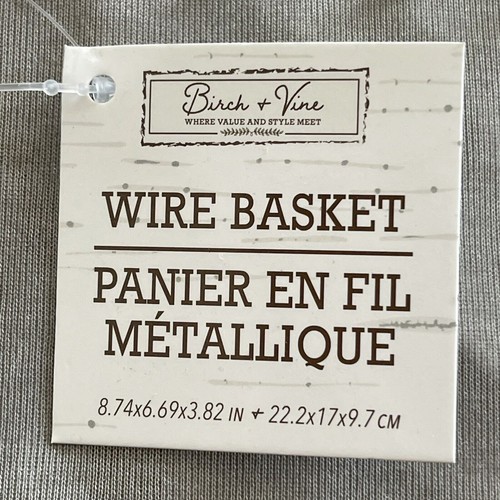 Birch + Vine
WHERE VALUE AND STYLE MEET
WIRE BASKET
PANIER EN FIL
MÉTALLIQUE
8.74x6.69x3.82 IN + 22.2x17x9.7 CM